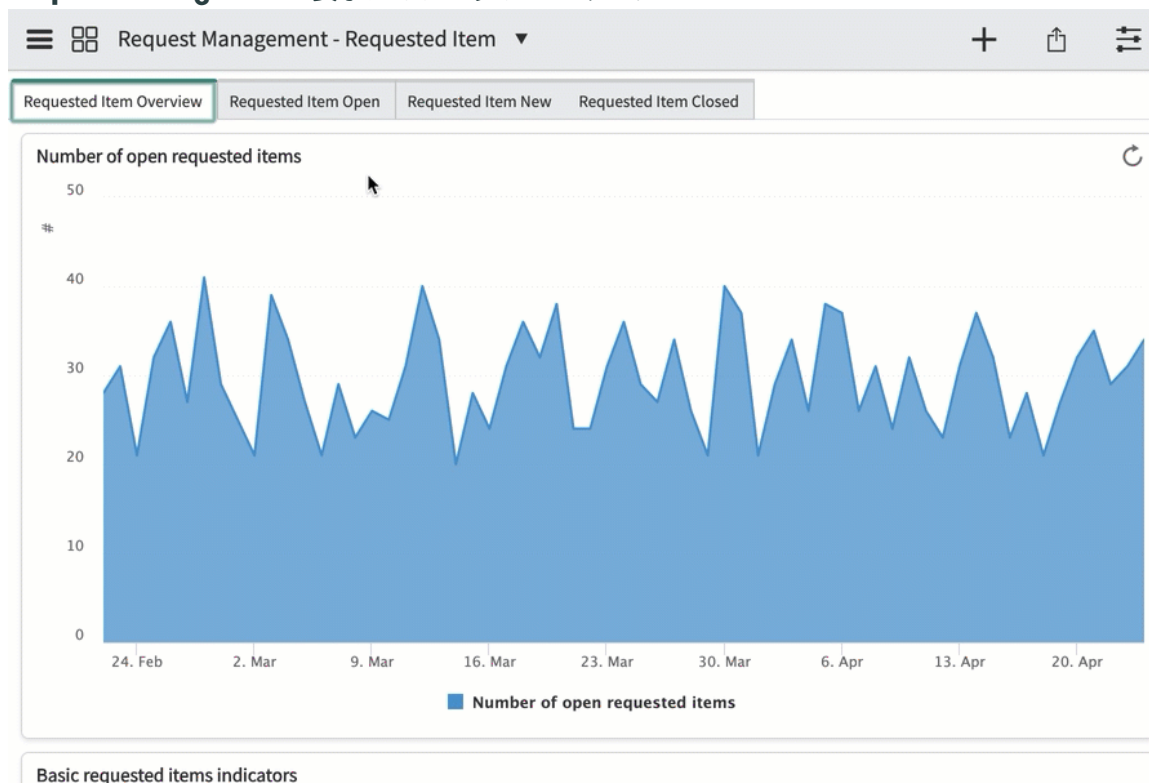 Request Management - Requested Item ▼
Requested Item Overview Requested Item Open Requested Item New Requested Item Closed
Number of open requested items
50
#
40
30
20
10
0
24. Feb 2. Mar 9. Mar 16. Mar 23. Mar 30. Mar 6. Apr 13. Apr 20. Apr
Number of open requested items
Basic requested items indicators